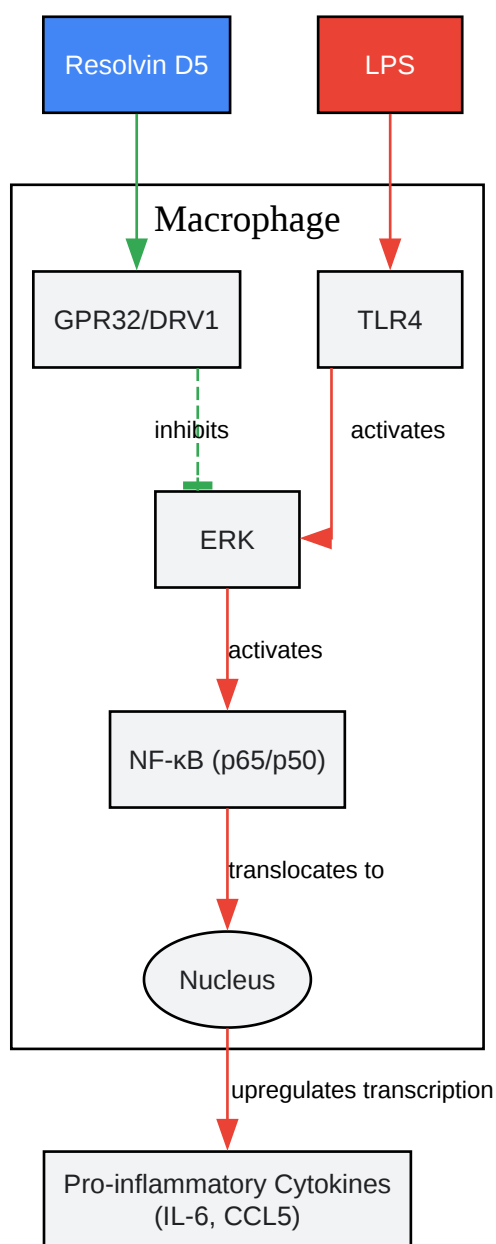 Resolvin D5
LPS
Macrophage
GPR32/DRV1
TLR4
inhibits
activates
ERK
activates
NF-κB (p65/p50)
translocates to
Nucleus
upregulates transcription
Pro-inflammatory Cytokines
(IL-6, CCL5)